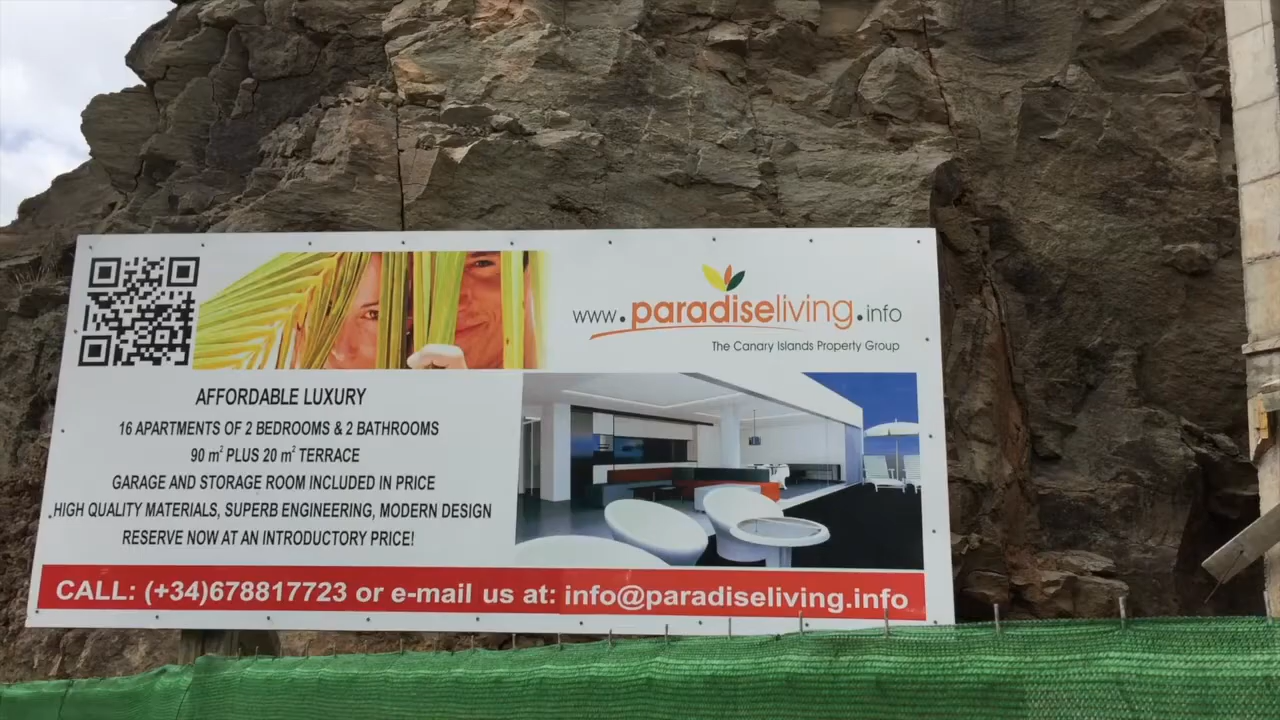 www.paradiseliving.info
The Canary Islands Property Group
AFFORDABLE LUXURY
16 APARTMENTS OF 2 BEDROOMS & 2 BATHROOMS
90 m² PLUS 20 m² TERRACE
GARAGE AND STORAGE ROOM INCLUDED IN PRICE
HIGH QUALITY MATERIALS, SUPERB ENGINEERING, MODERN DESIGN
RESERVE NOW AT AN INTRODUCTORY PRICE!
CALL: (+34)678817723 or e-mail us at: info@paradiseliving.info